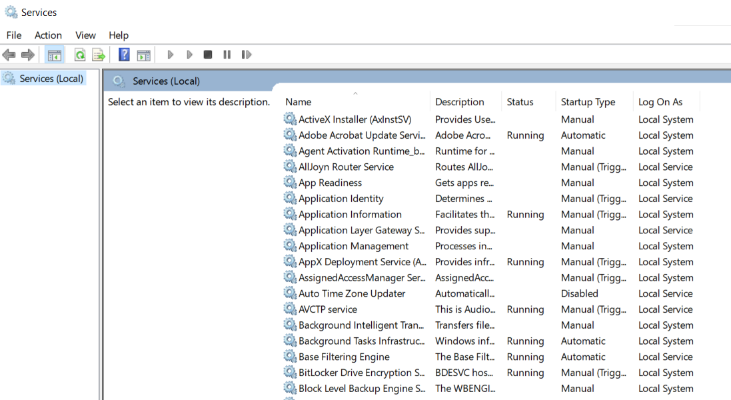 Services
File Action View Help
Services (Local)
Services (Local)
Select an item to view its description.
Name Description Status Startup Type Log On As
ActiveX Installer (AxInstSV) Provides Use... Manual Local System
Adobe Acrobat Update Servi... Adobe Acro... Running Automatic Local System
Agent Activation Runtime_b... Runtime for ... Manual Local System
AllJoyn Router Service Routes AllJo... Manual (Trigg... Local Service
App Readiness Gets apps re... Manual Local System
Application Identity Determines ... Manual (Trigg... Local Service
Application Information Facilitates th... Running Manual (Trigg... Local System
Application Layer Gateway S... Provides sup... Manual Local Service
Application Management Processes in... Manual Local System
AppX Deployment Service (A... Provides infr... Running Manual (Trigg... Local System
AssignedAccessManager Ser... AssignedAcc... Manual (Trigg... Local System
Auto Time Zone Updater Automaticall... Disabled Local Service
AVCTP service This is Audio... Running Manual (Trigg... Local Service
Background Intelligent Tran... Transfers file... Manual Local System
Background Tasks Infrastruc... Windows inf... Running Automatic Local System
Base Filtering Engine The Base Filt... Running Automatic Local Service
BitLocker Drive Encryption S... BDESVC hos... Running Manual (Trigg... Local System
Block Level Backup Engine S... The WBENGI... Manual Local System